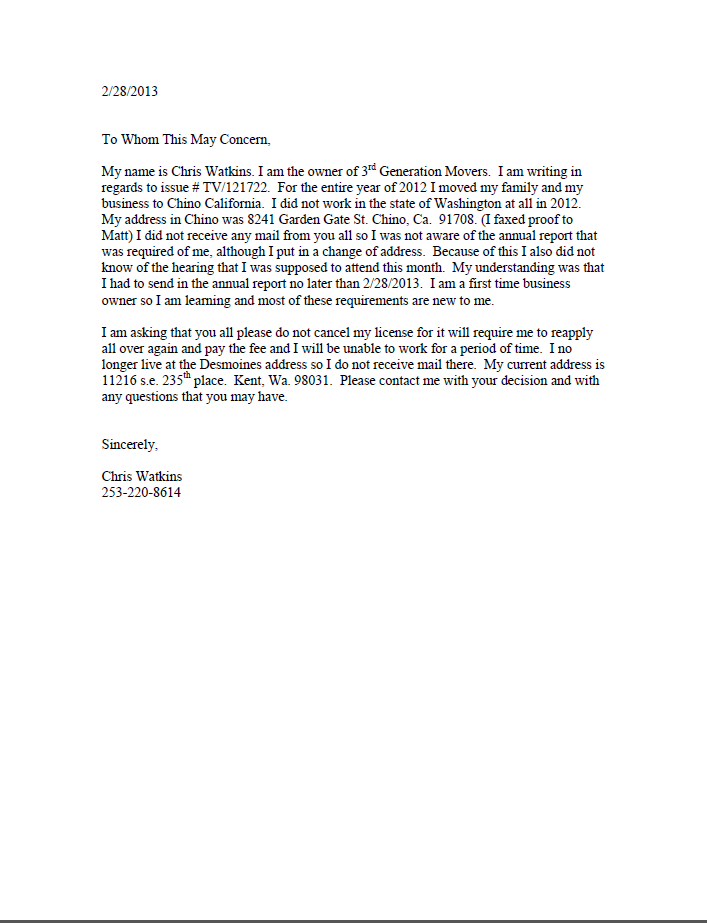 2/28/2013
To Whom This May Concern,
My name is Chris Watkins. I am the owner of 3rd Generation Movers.  I am writing in
regards to issue # TV/121722.  For the entire year of 2012 I moved my family and my
business to Chino California.  I did not work in the state of Washington at all in 2012.
My address in Chino was 8241 Garden Gate St. Chino, Ca.  91708. (I faxed proof to
Matt) I did not receive any mail from you all so I was not aware of the annual report that
was required of me, although I put in a change of address.  Because of this I also did not
know of the hearing that I was supposed to attend this month.  My understanding was that
I had to send in the annual report no later than 2/28/2013.  I am a first time business
owner so I am learning and most of these requirements are new to me.
I am asking that you all please do not cancel my license for it will require me to reapply
all over again and pay the fee and I will be unable to work for a period of time.  I no
longer live at the Desmoines address so I do not receive mail there.  My current address is
11216 s.e. 235th place.  Kent, Wa. 98031.  Please contact me with your decision and with
any questions that you may have.
Sincerely,
Chris Watkins
253-220-8614